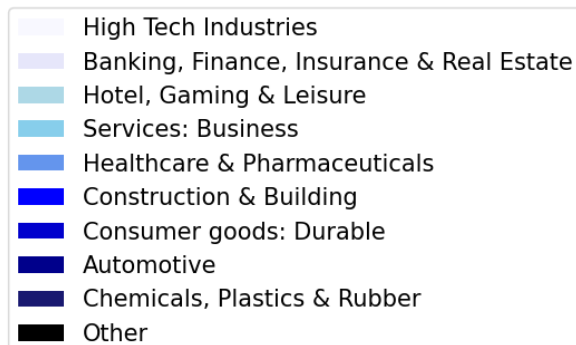 High Tech Industries
Banking, Finance, Insurance & Real Estate
Hotel, Gaming & Leisure
Services: Business
Healthcare & Pharmaceuticals
Construction & Building
Consumer goods: Durable
Automotive
Chemicals, Plastics & Rubber
Other